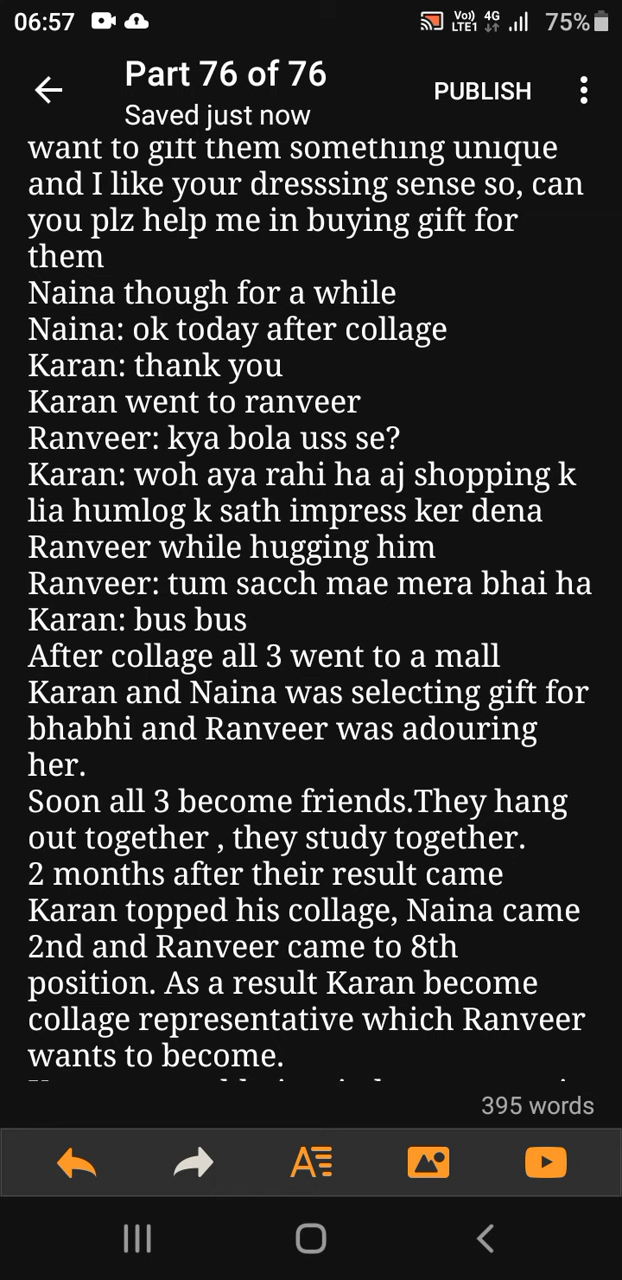 06:57 Vo)) 4G LTE1 75%
Part 76 of 76
PUBLISH
Saved just now
want to gift them something unique
and I like your dresssing sense so, can
you plz help me in buying gift for
them
Naina though for a while
Naina: ok today after collage
Karan: thank you
Karan went to ranveer
Ranveer: kya bola uss se?
Karan: woh aya rahi ha aj shopping k
lia humlog k sath impress ker dena
Ranveer while hugging him
Ranveer: tum sacch mae mera bhai ha
Karan: bus bus
After collage all 3 went to a mall
Karan and Naina was selecting gift for
bhabhi and Ranveer was adouring
her.
Soon all 3 become friends.They hang
out together , they study together.
2 months after their result came
Karan topped his collage, Naina came
2nd and Ranveer came to 8th
position. As a result Karan become
collage representative which Ranveer
wants to become.
395 words